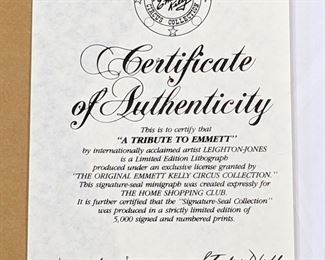 CIRCUS COLLECTION
Certificate
of Authenticity
This is to certify that
"A TRIBUTE TO EMMETT"
by internationally acclaimed artist LEIGHTON-JONES
is a Limited Edition Lithograph
produced under an exclusive license granted by
"THE ORIGINAL EMMETT KELLY CIRCUS COLLECTION."
This signature-seal minigraph was created expressly for
THE HOME SHOPPING CLUB.
It is further certified that the "Signature-Seal Collection"
was produced in a strictly limited edition of
5,000 signed and numbered prints.